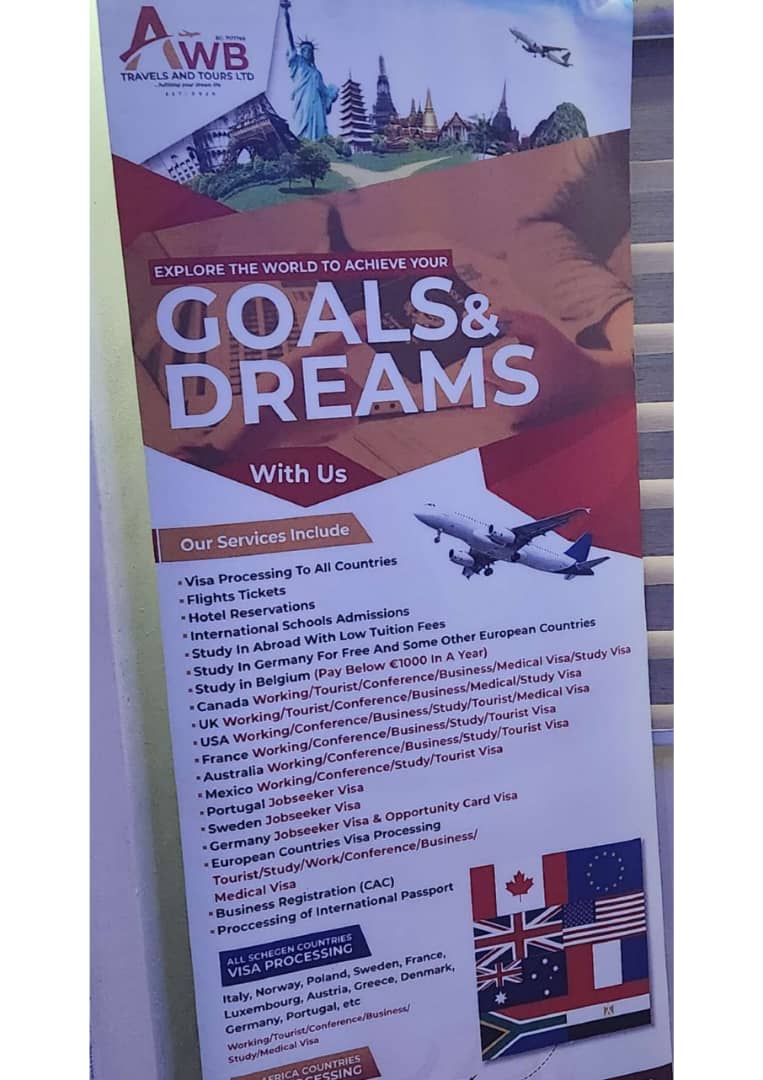 AWB
TRAVELS AND TOURS LTD
...fulfilling your dream life
EXPLORE THE WORLD TO ACHIEVE YOUR
GOALS&
DREAMS
With Us
Our Services Include
▪Visa Processing To All Countries
▪Flights Tickets
▪Hotel Reservations
▪International Schools Admissions
▪Study In Abroad With Low Tuition Fees
▪Study In Germany For Free And Some Other European Countries
▪Study in Belgium (Pay Below €1000 In A Year)
▪Canada Working/Tourist/Conference/Business/Medical Visa/Study Visa
▪UK Working/Tourist/Conference/Business/Medical/Study Visa
▪USA Working/Conference/Business/Study/Tourist/Medical Visa
▪France Working/Conference/Business/Study/Tourist Visa
▪Australia Working/Conference/Business/Study/Tourist Visa
▪Mexico Working/Conference/Study/Tourist Visa
▪Portugal Jobseeker Visa
▪Sweden Jobseeker Visa
▪Germany Jobseeker Visa & Opportunity Card Visa
▪European Countries Visa Processing
Tourist/Study/Work/Conference/Business/
Medical Visa
▪Business Registration (CAC)
▪Proccessing of International Passport
ALL SCHEGEN COUNTRIES
VISA PROCESSING
Italy, Norway, Poland, Sweden, France,
Luxembourg, Austria, Greece, Denmark,
Germany, Portugal, etc
Working/Tourist/Conference/Business/
Study/Medical Visa
AFRICA COUNTRIES